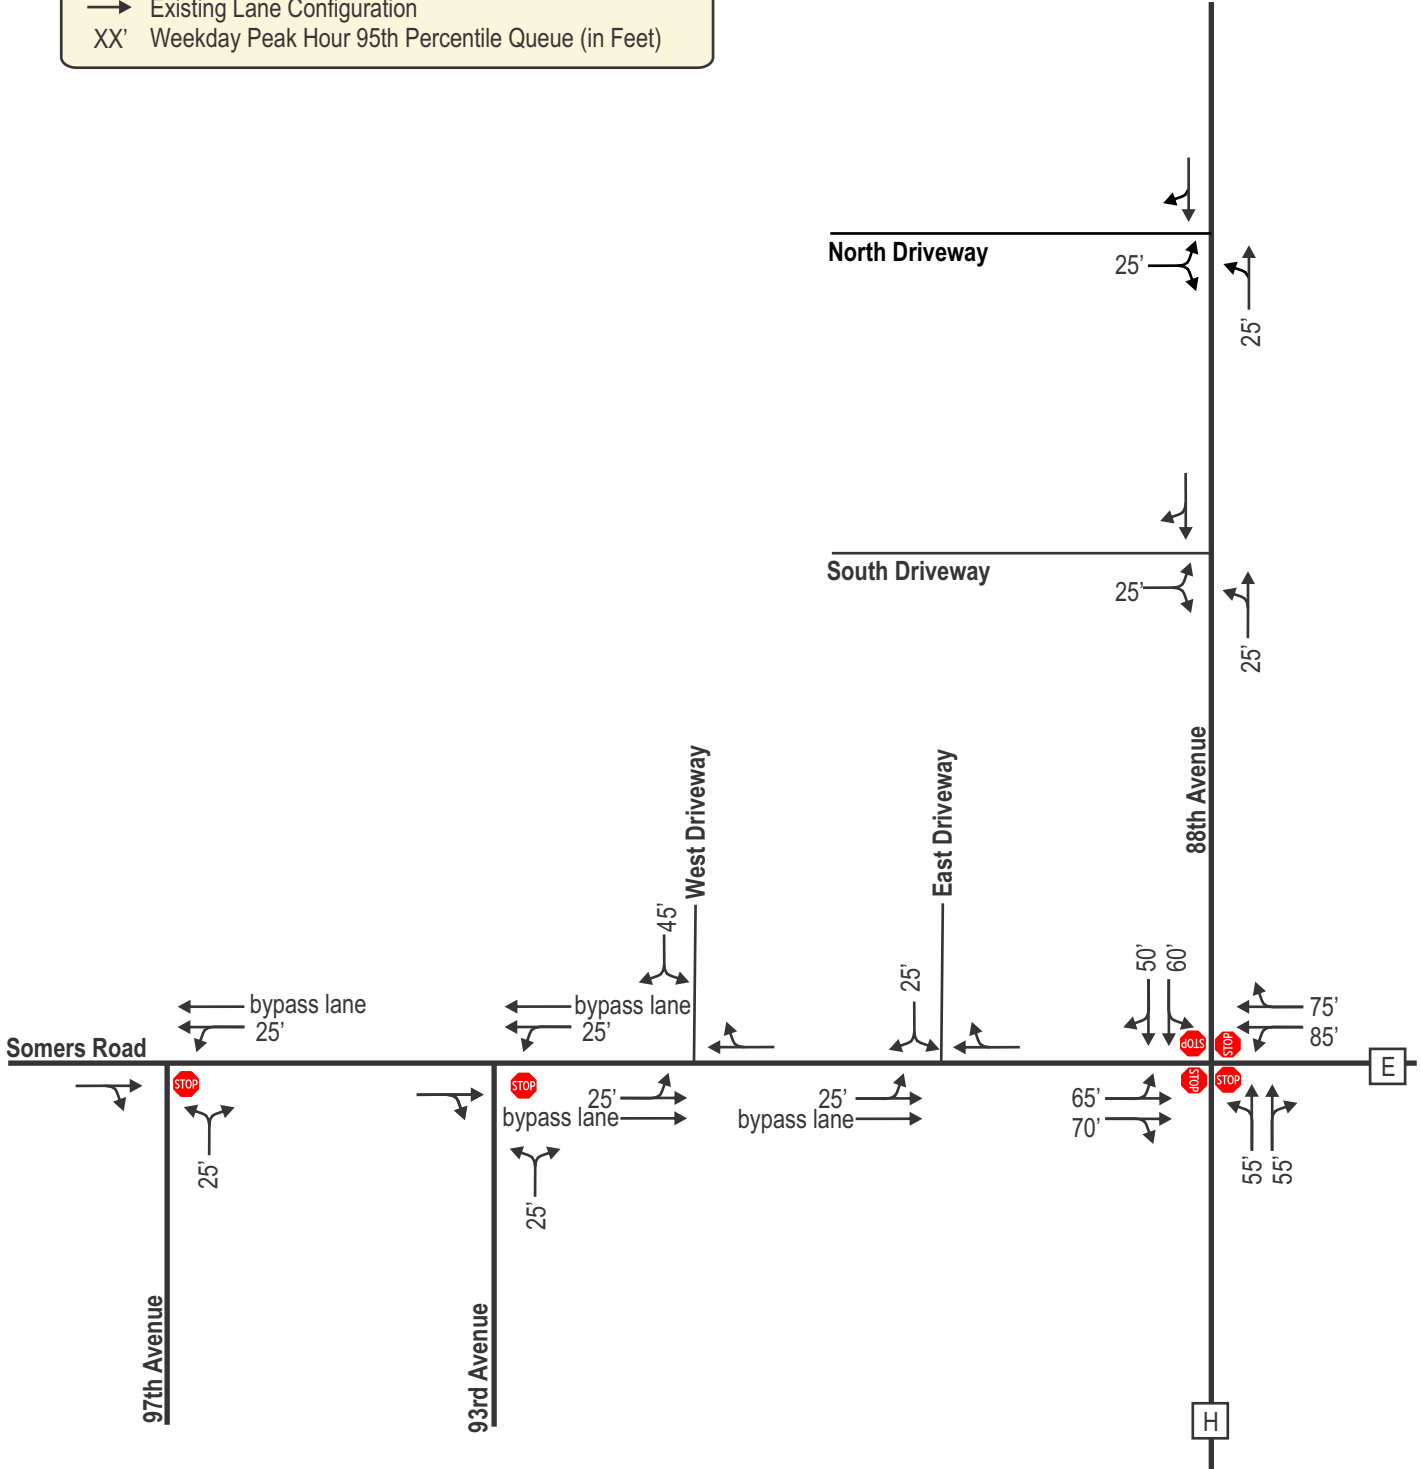 Existing Lane Configuration
XX' Weekday Peak Hour 95th Percentile Queue (in Feet)
North Driveway
25'
25'
South Driveway
25'
25'
88th Avenue
West Driveway
East Driveway
45'
25'
50'
60'
bypass lane
25'
bypass lane
25'
75'
85'
Somers Road
STOP
STOP
E
STOP
STOP
STOP
STOP
25'
bypass lane
25'
bypass lane
65'
70'
25'
25'
55'
55'
97th Avenue
93rd Avenue
H